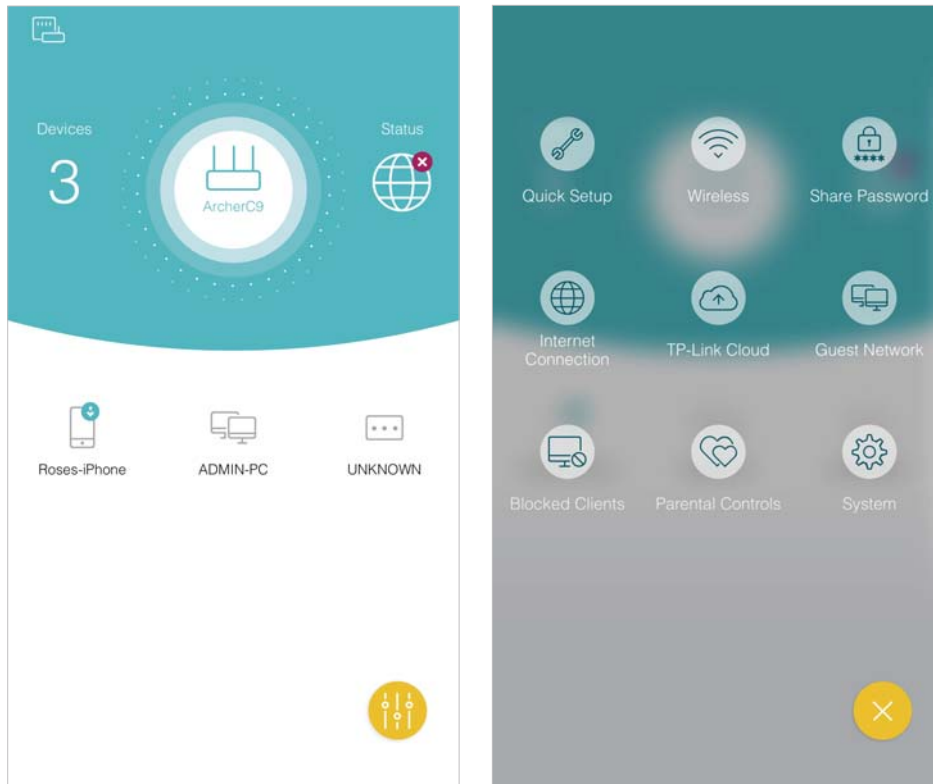 Devices
Status
3
ArcherC9
Roses-iPhone
ADMIN-PC
UNKNOWN
Quick Setup
Wireless
Share Password
Internet
Connection
TP-Link Cloud
Guest Network
Blocked Clients
Parental Controls
System